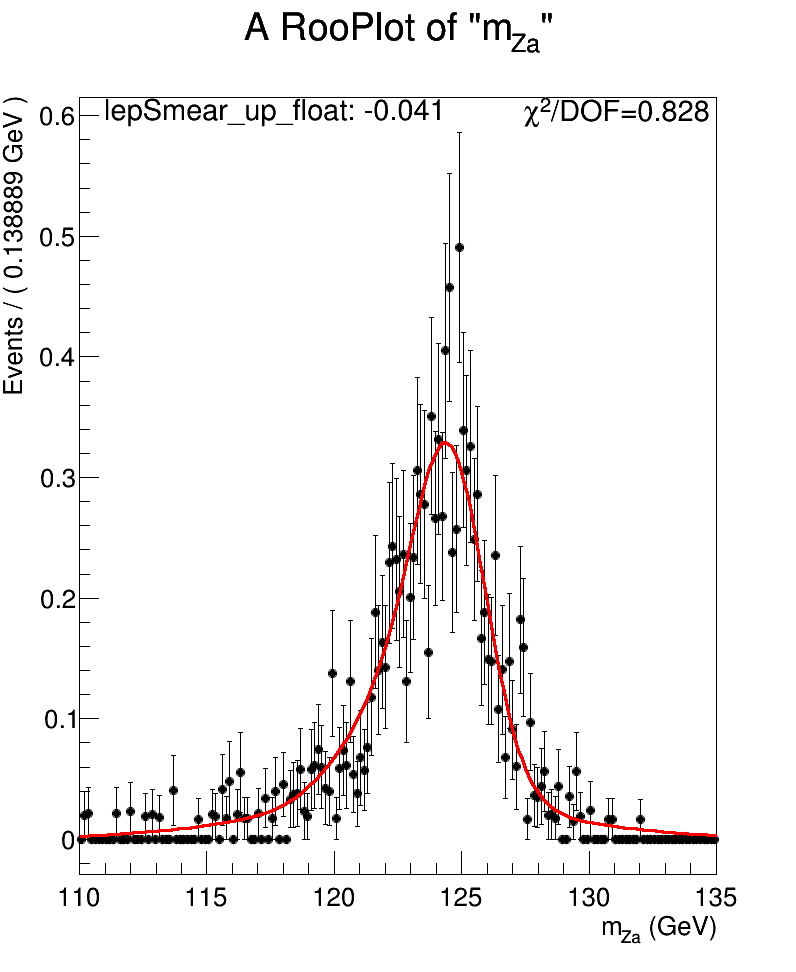 A RooPlot of "m_Za"
lepSmear_up_float: -0.041
χ²/DOF=0.828
Events / ( 0.138889 GeV )
0.6
0.5
0.4
0.3
0.2
0.1
0
110 115 120 125 130 135
m_Za (GeV)